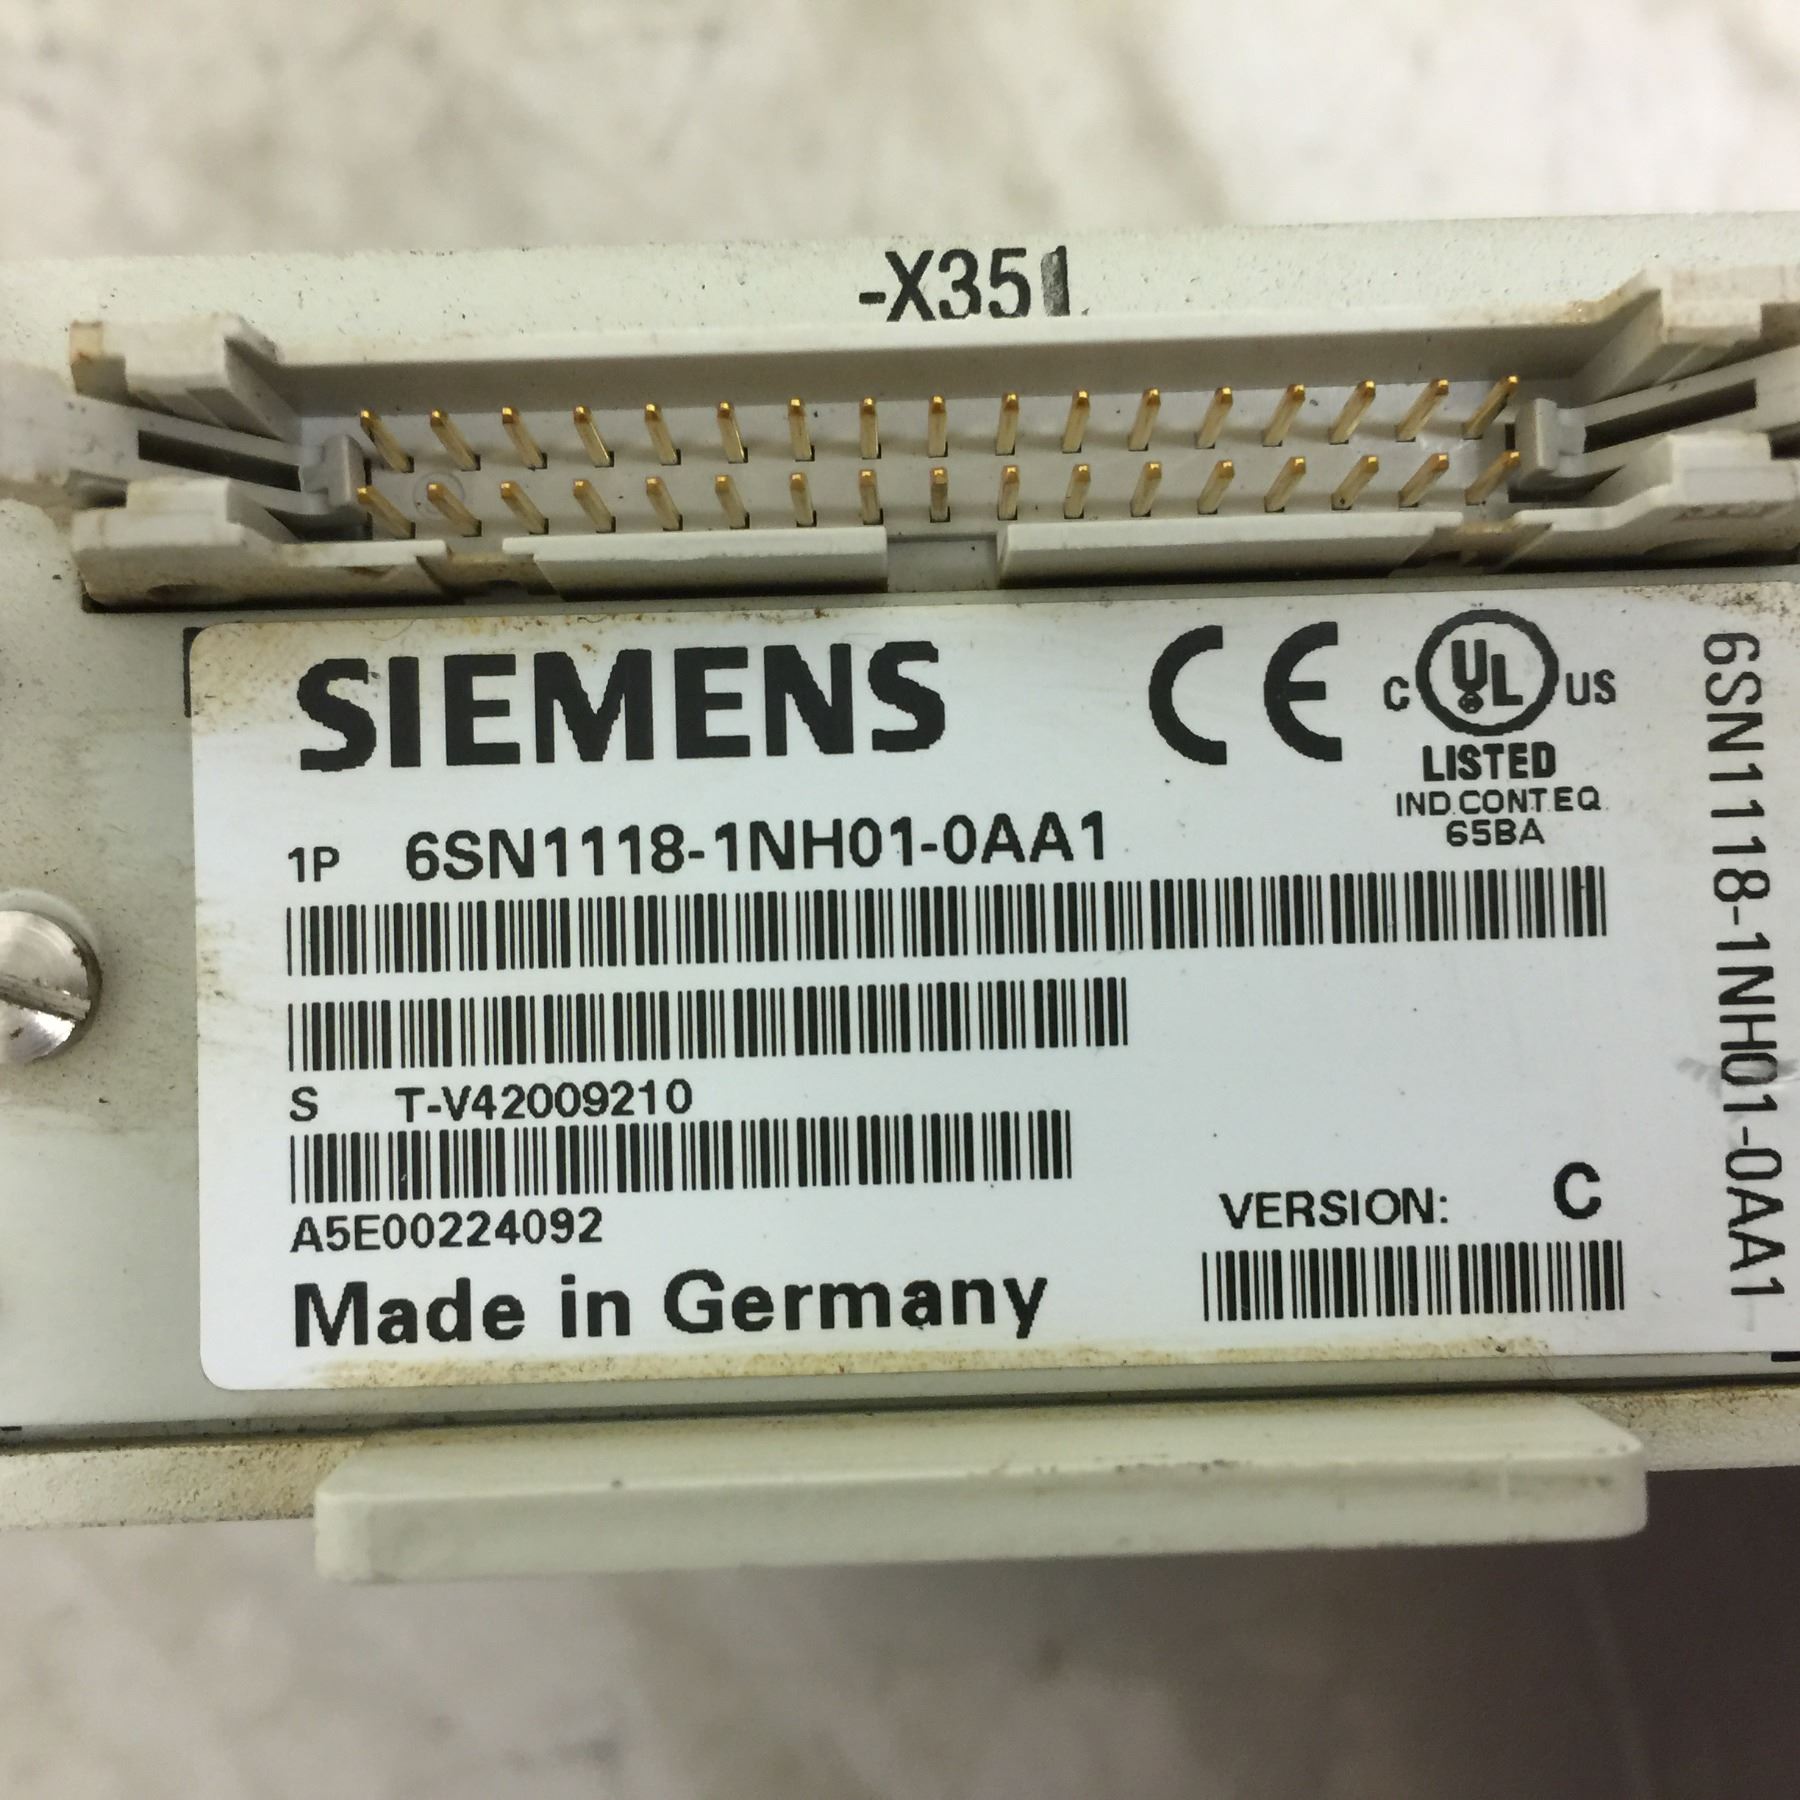 -X351
SIEMENS
CE
C UL US
LISTED
IND.CONT.EQ.
65BA
1P 6SN1118-1NH01-0AA1
S T-V42009210
A5E00224092
VERSION: C
Made in Germany
6SN1118-1NH01-0AA1